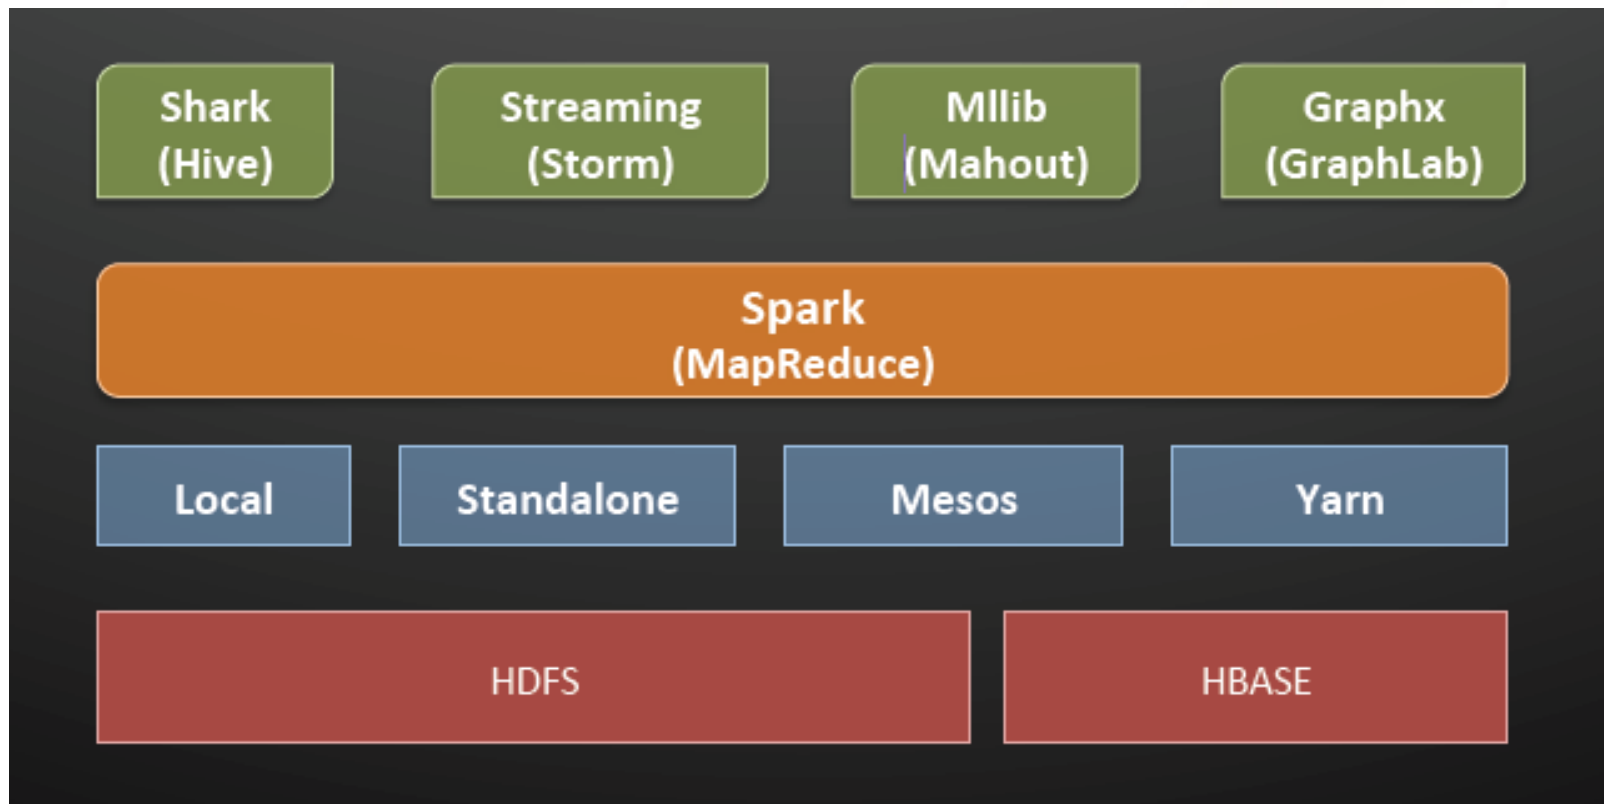 Shark
(Hive)
Streaming
(Storm)
Mllib
(Mahout)
Graphx
(GraphLab)
Spark
(MapReduce)
Local
Standalone
Mesos
Yarn
HDFS
HBASE